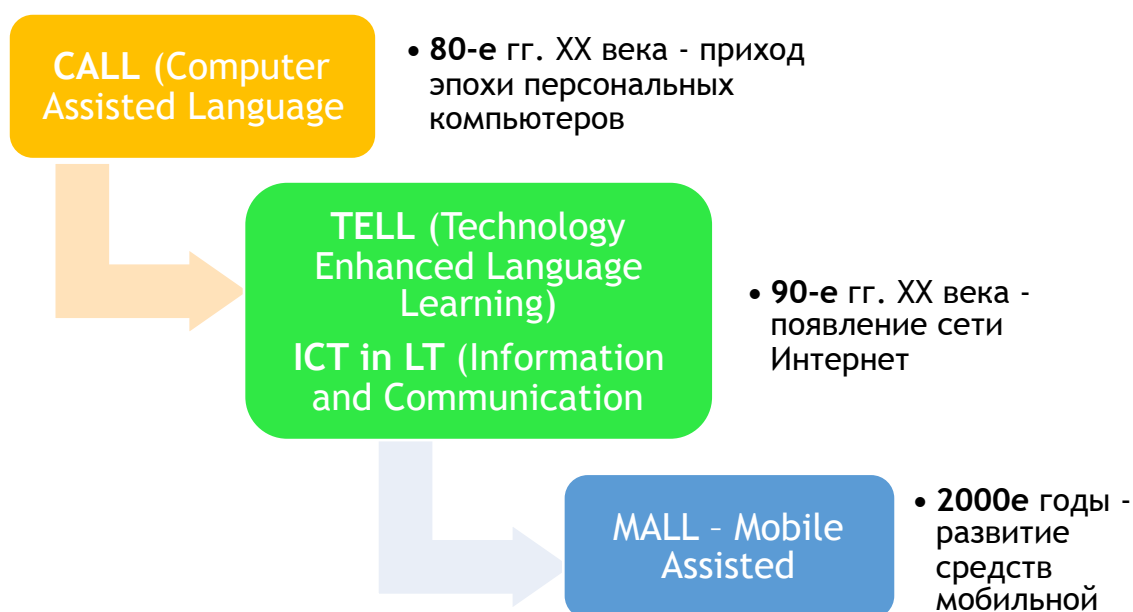 CALL (Computer
Assisted Language
• 80-е гг. XX века - приход
эпохи персональных
компьютеров
TELL (Technology
Enhanced Language
Learning)
ICT in LT (Information
and Communication
• 90-е гг. XX века -
появление сети
Интернет
MALL – Mobile
Assisted
• 2000е годы -
развитие
средств
мобильной